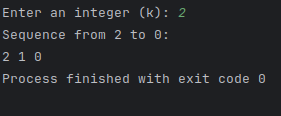 Enter an integer (k): 2
Sequence from 2 to 0:
2 1 0
Process finished with exit code 0